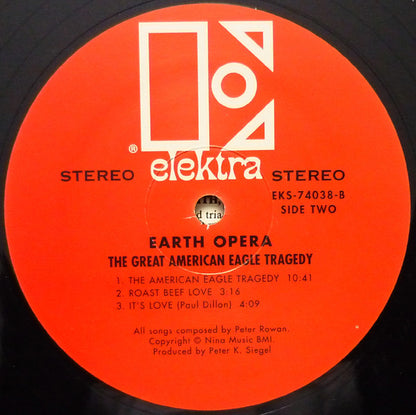 ® elektra
STEREO STEREO
EKS-74038-B
SIDE TWO
d tria
EARTH OPERA
THE GREAT AMERICAN EAGLE TRAGEDY
1. THE AMERICAN EAGLE TRAGEDY 10:41
2. ROAST BEEF LOVE 3:16
3. IT'S LOVE (Paul Dillon) 4:09
All songs composed by Peter Rowan.
Copyright © Nina Music BMI.
Produced by Peter K. Siegel